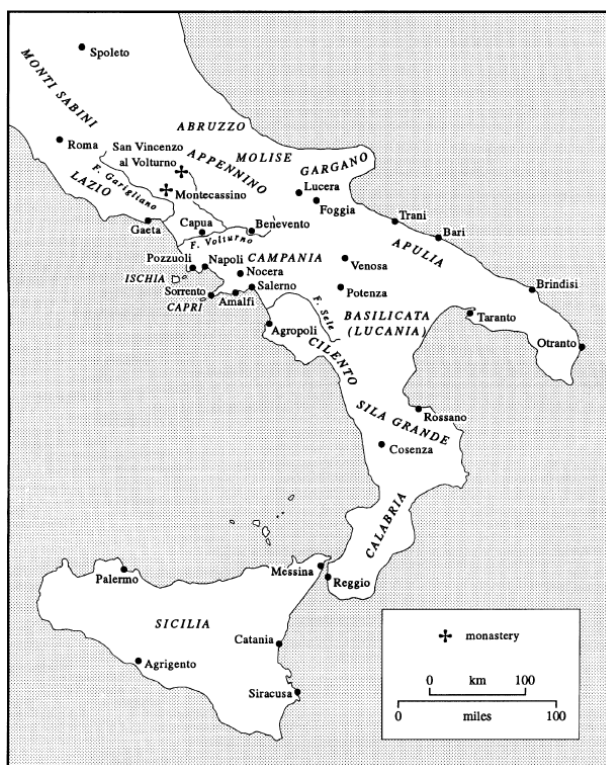 Spoleto
MONTI SABINI
ABRUZZO
Roma
San Vincenzo
al Volturno
MOLISE
APPENNINO
GARGANO
LAZIO
F. Garigliano
Montecassino
Lucera
Foggia
Gaeta
Capua
Benevento
Trani
Bari
F. Volturno
APULIA
Pozzuoli
Napoli
CAMPANIA
Venosa
ISCHIA
Nocera
Sorrento
Salerno
Potenza
Brindisi
CAPRI
Amalfi
F. Sele
BASILICATA
(LUCANIA)
Taranto
Agropoli
Otranto
CILENTO
SILA GRANDE
Rossano
Cosenza
CALABRIA
Messina
Reggio
Palermo
SICILIA
Catania
Agrigento
Siracusa
monastery
0 km 100
0 miles 100